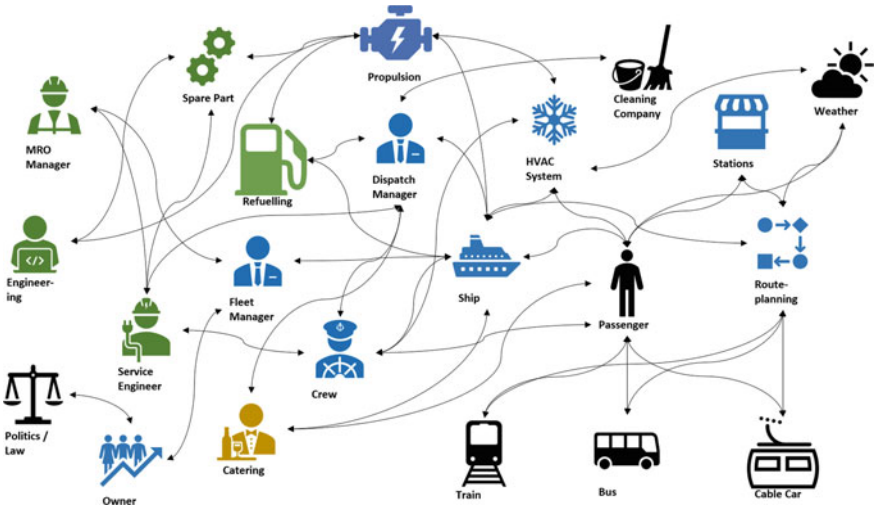 Propulsion
Spare Part
Cleaning
Company
Weather
MRO
Manager
Dispatch
Manager
HVAC
System
Stations
Refuelling
</>
Engineer-
ing
Fleet
Manager
Ship
Passenger
Route-
planning
Service
Engineer
Crew
Politics /
Law
Catering
Train
Bus
Cable Car
Owner